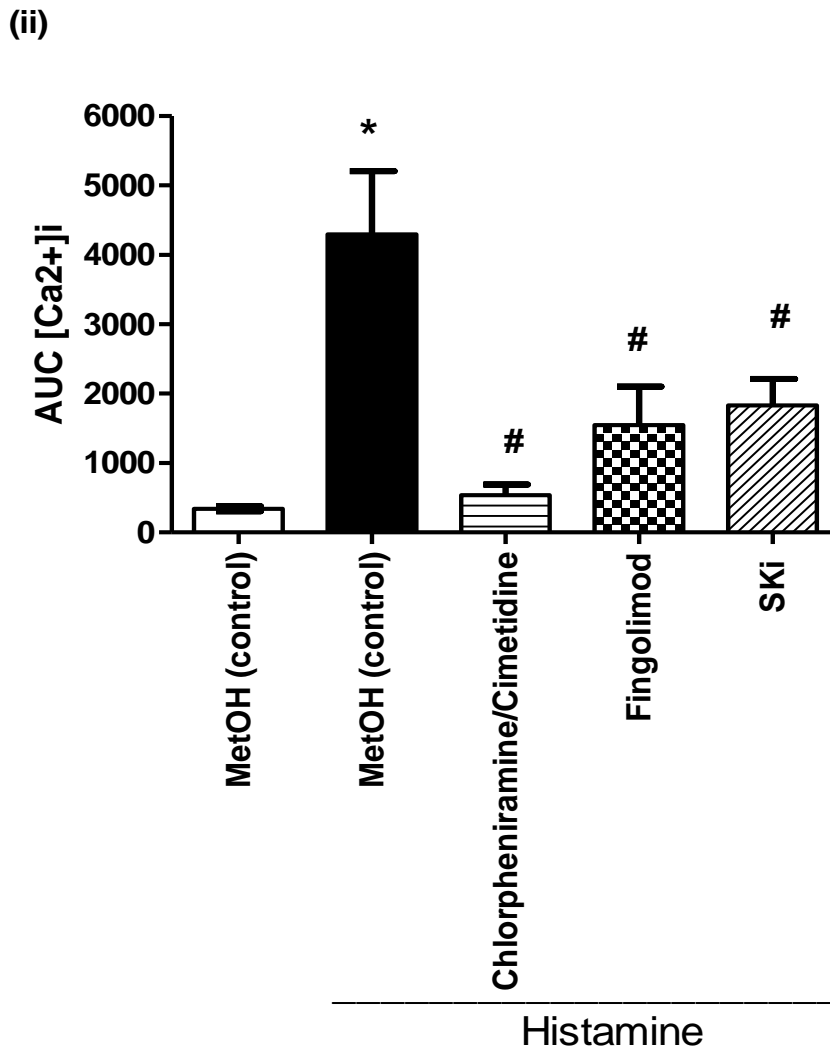 (ii)
AUC [Ca2+]i
6000
5000
4000
3000
2000
1000
0
*
#
#
#
MetOH (control)
MetOH (control)
Chlorpheniramine/Cimetidine
Fingolimod
SKi
Histamine